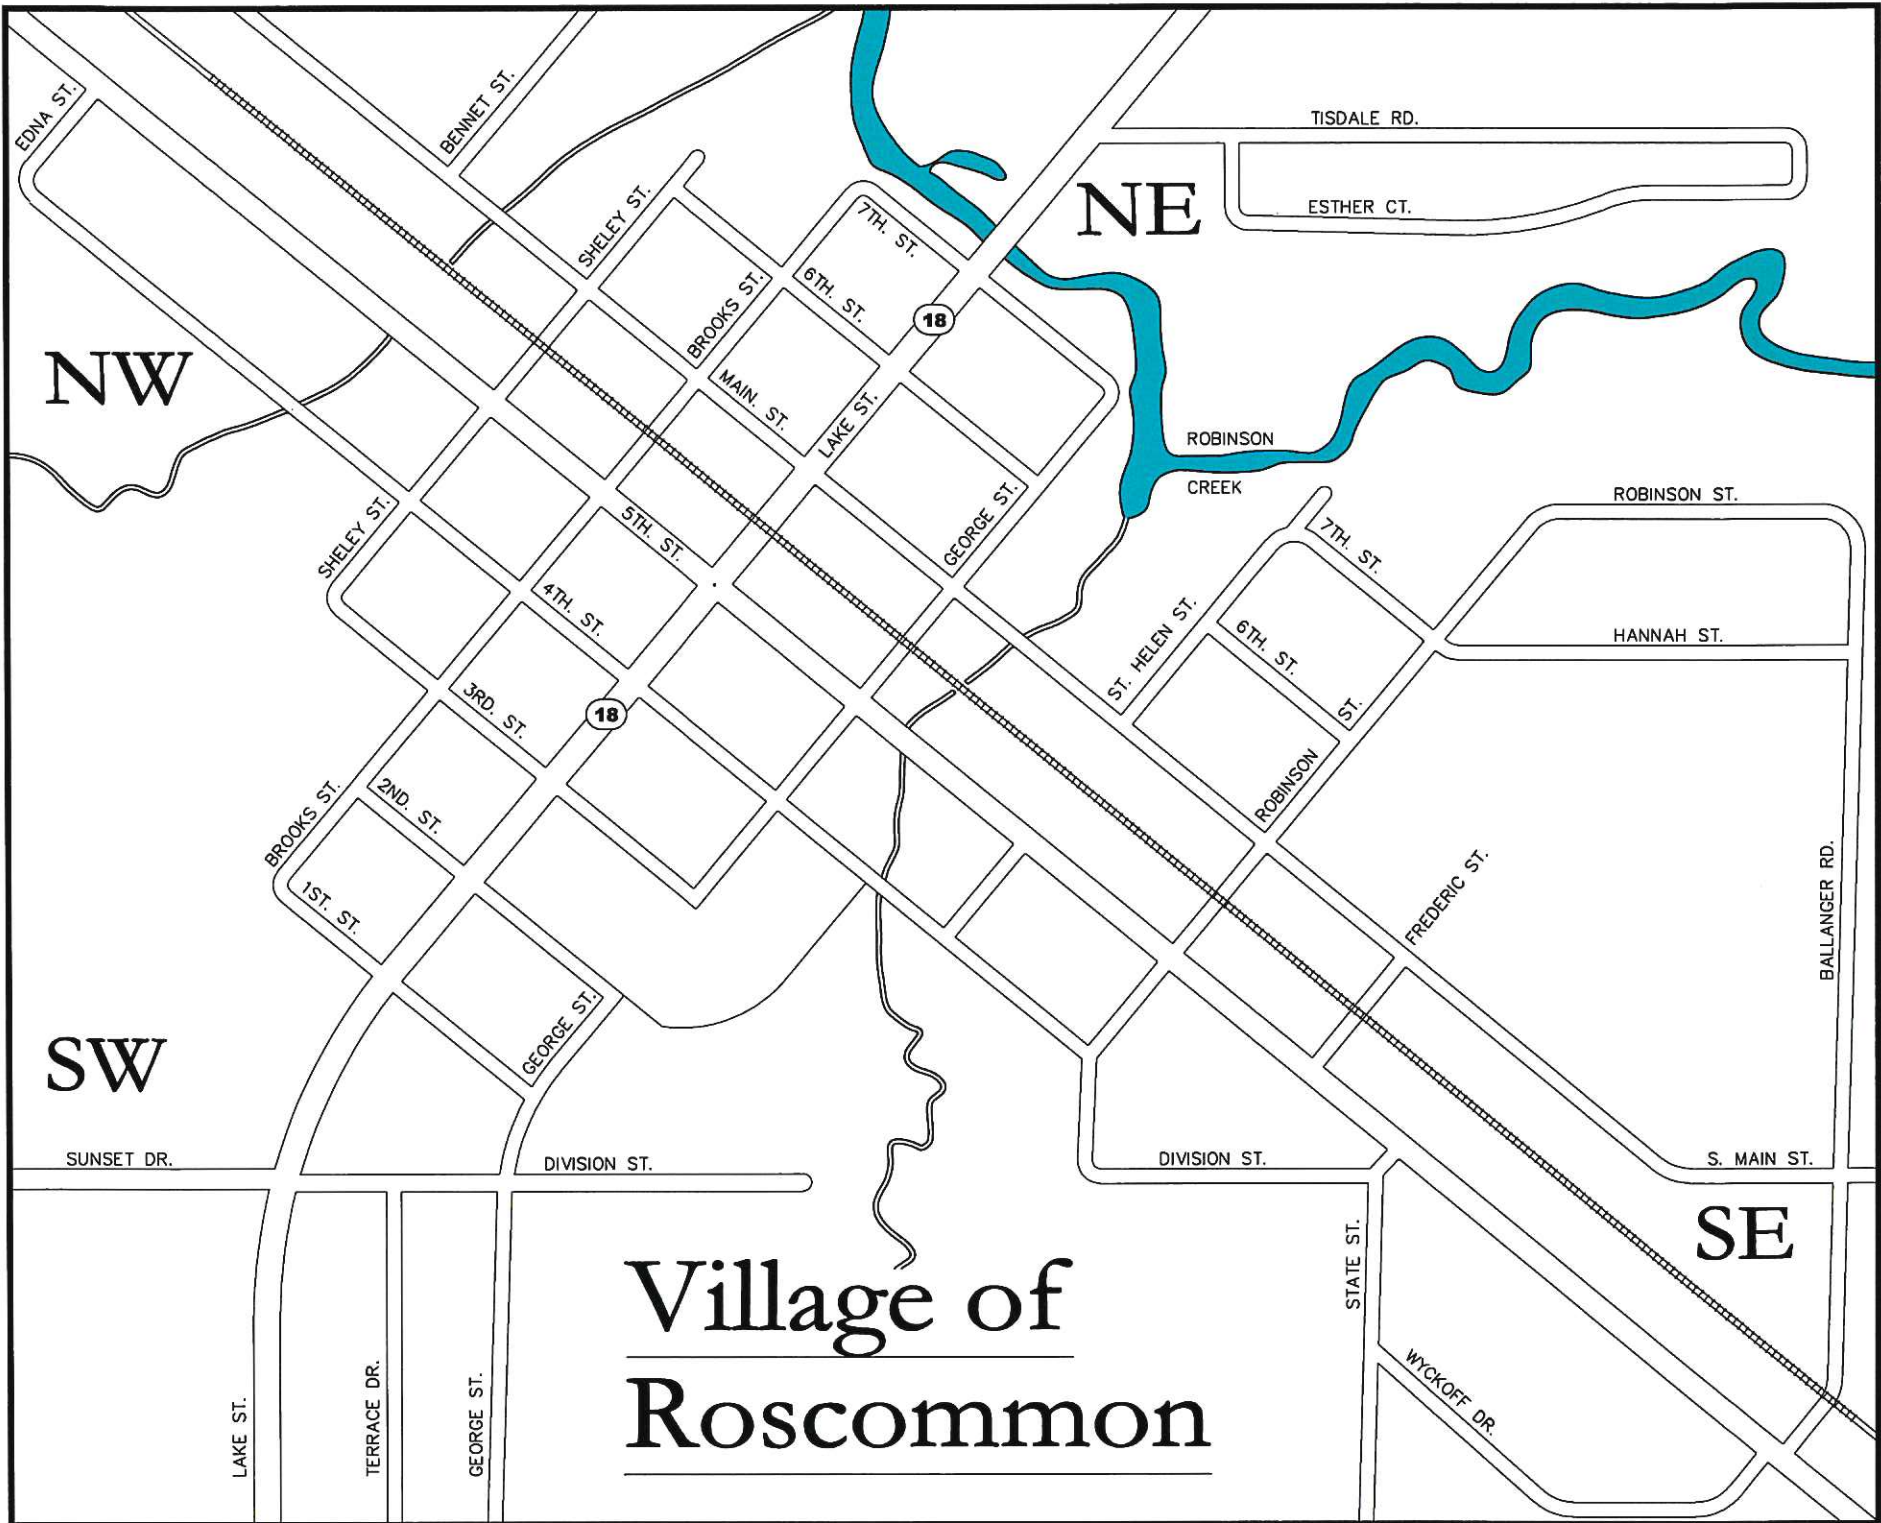 EDNA ST.
BENNET ST.
TISDALE RD.
NE
ESTHER CT.
SHELEY ST.
7TH. ST.
BROOKS ST.
6TH. ST.
18
NW
MAIN. ST.
LAKE ST.
ROBINSON
CREEK
ROBINSON ST.
SHELEY ST.
5TH. ST.
GEORGE ST.
7TH. ST.
4TH. ST.
ST. HELEN ST.
6TH. ST.
HANNAH ST.
3RD. ST.
18
ROBINSON ST.
BROOKS ST.
2ND. ST.
FREDERIC ST.
BALLANGER RD.
1ST. ST.
SW
GEORGE ST.
SUNSET DR.
DIVISION ST.
DIVISION ST.
S. MAIN ST.
SE
STATE ST.
Village of
Roscommon
WYCKOFF DR.
LAKE ST.
TERRACE DR.
GEORGE ST.